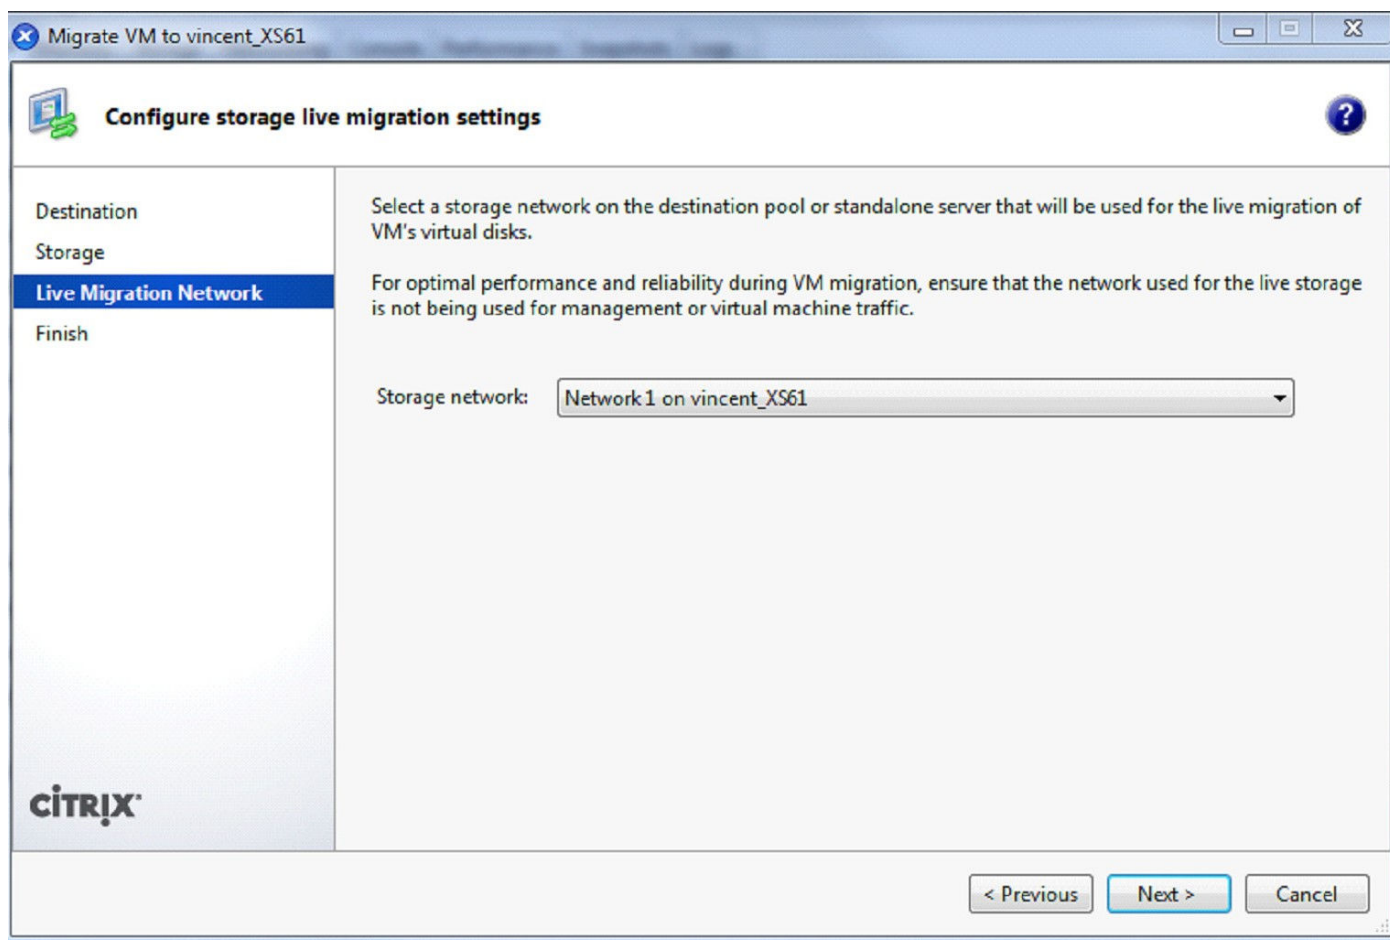 Migrate VM to vincent_XS61
Configure storage live migration settings
?
Destination
Storage
Live Migration Network
Finish
Select a storage network on the destination pool or standalone server that will be used for the live migration of
VM's virtual disks.
For optimal performance and reliability during VM migration, ensure that the network used for the live storage
is not being used for management or virtual machine traffic.
Storage network: Network 1 on vincent_XS61
CİTRIX
< Previous Next > Cancel